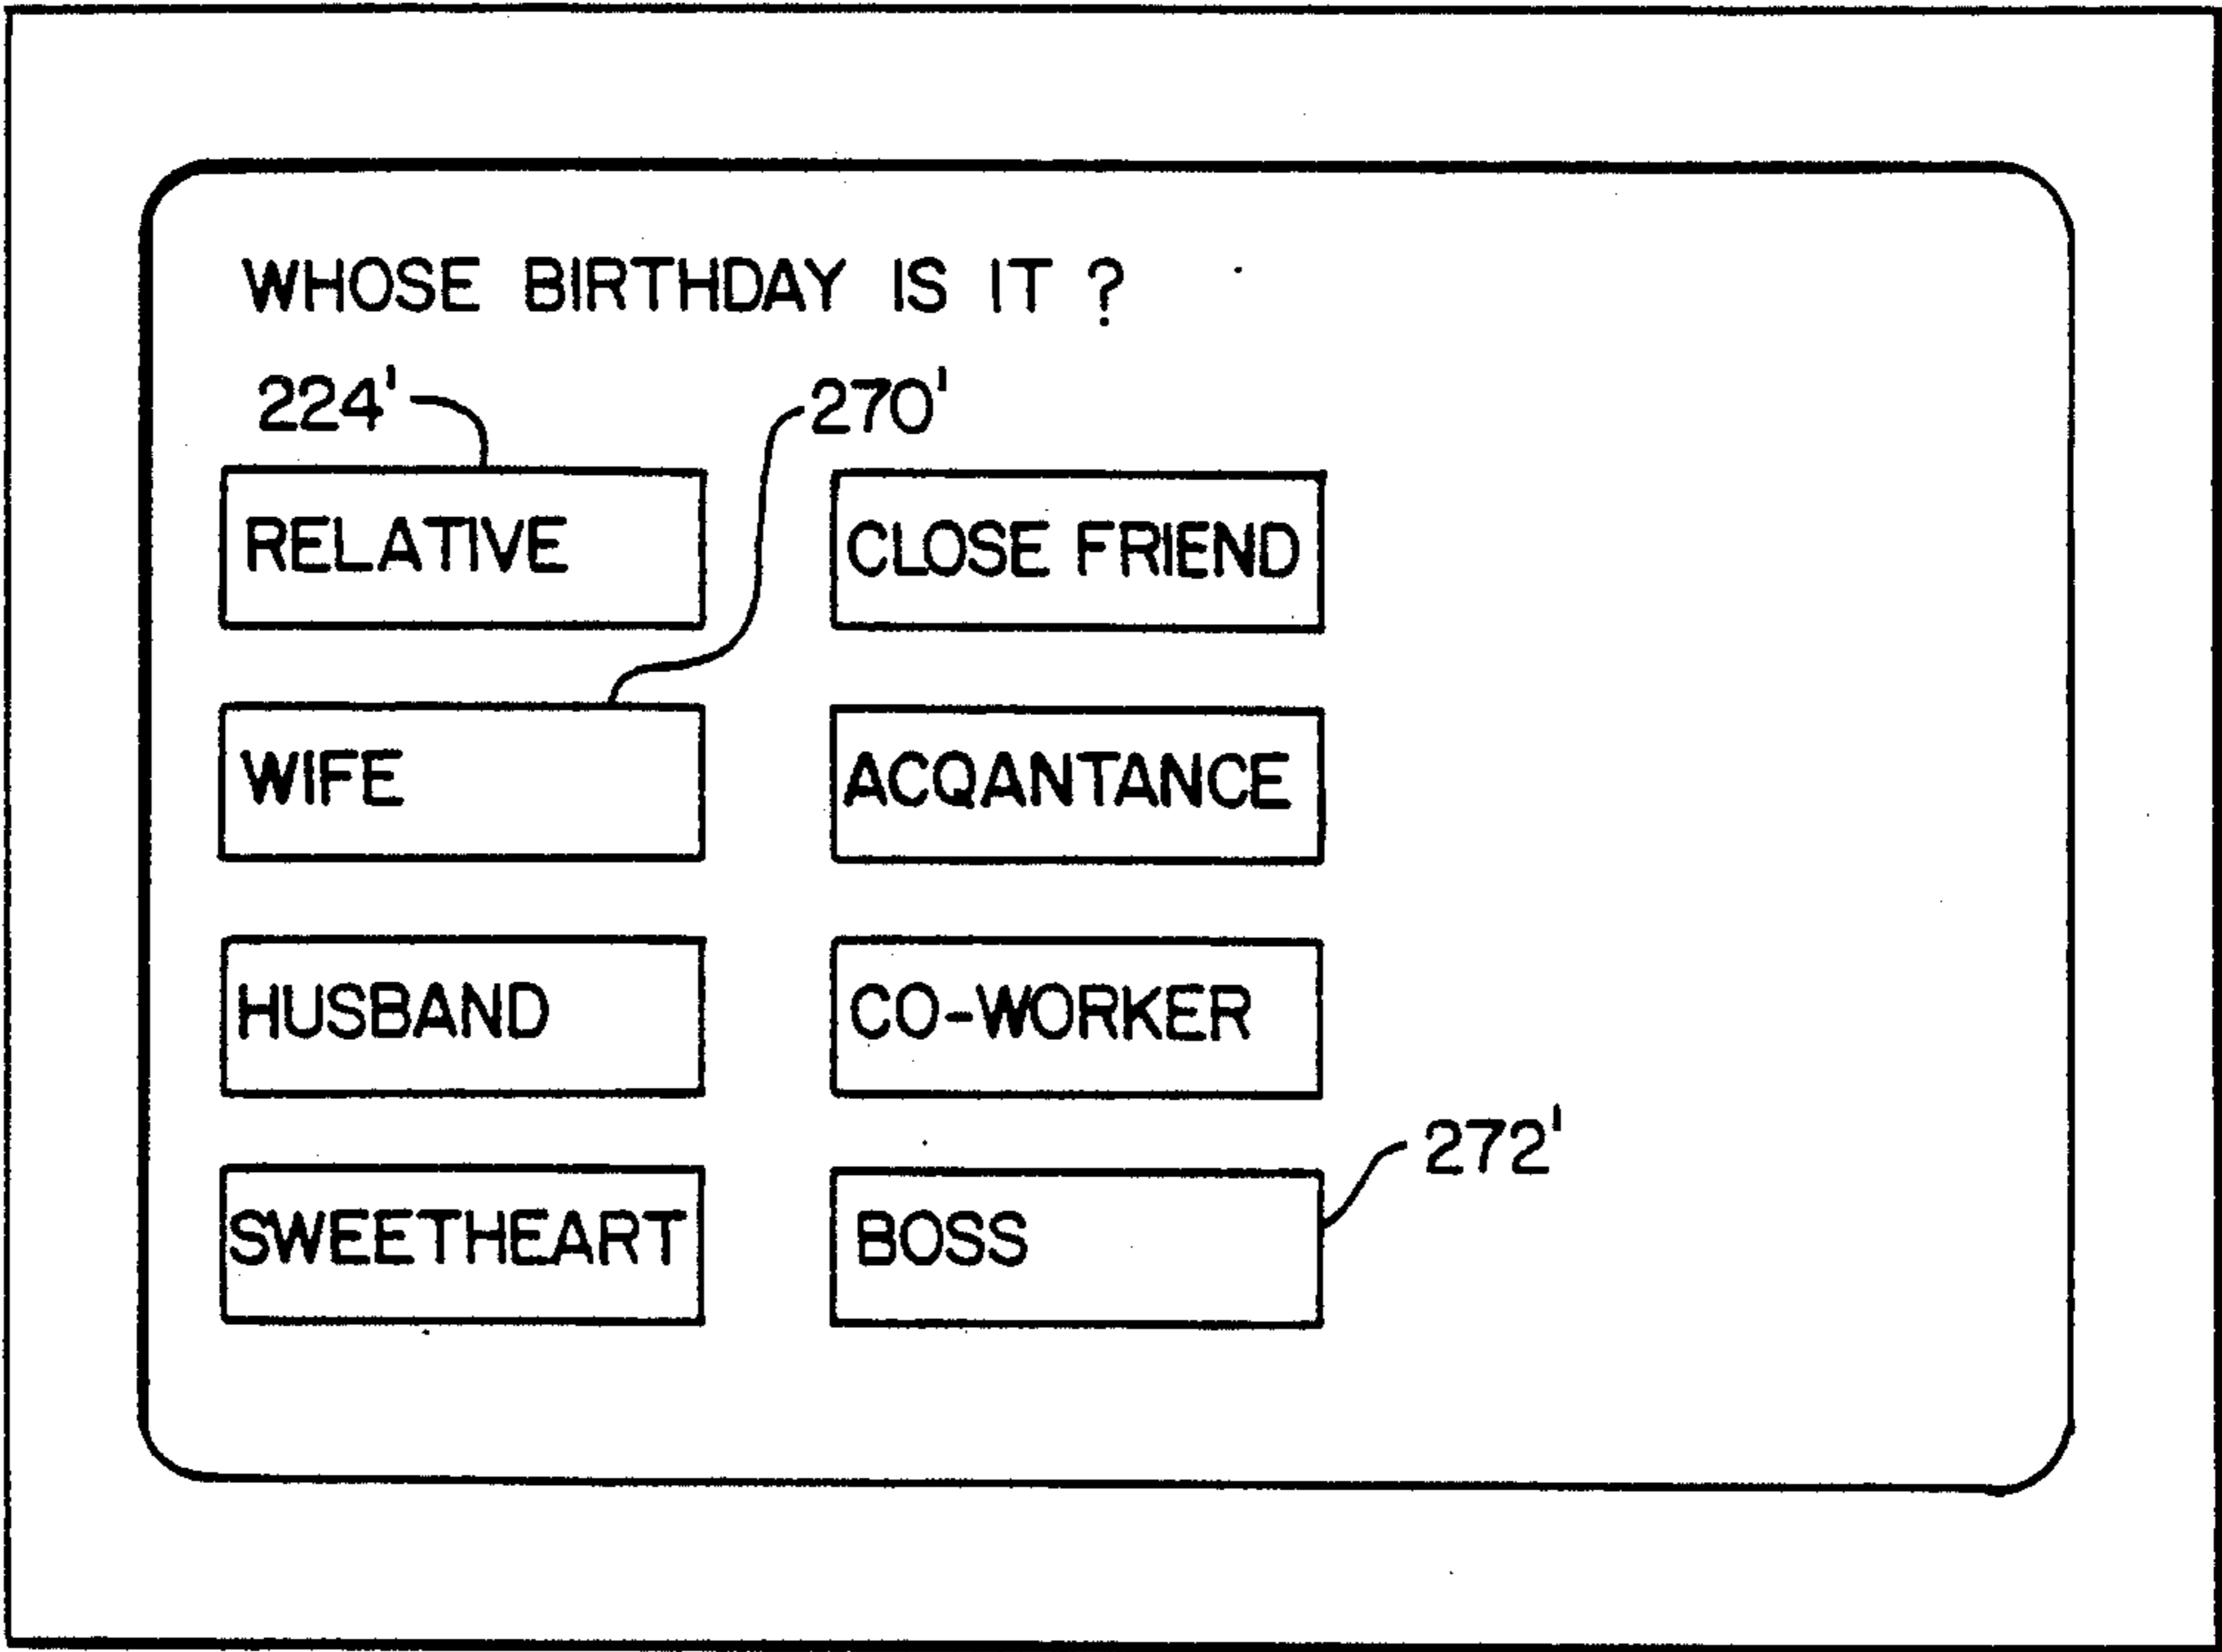 WHOSE BIRTHDAY IS IT ?
224' 270'
RELATIVE CLOSE FRIEND
WIFE ACQANTANCE
HUSBAND CO-WORKER
272'
SWEETHEART BOSS